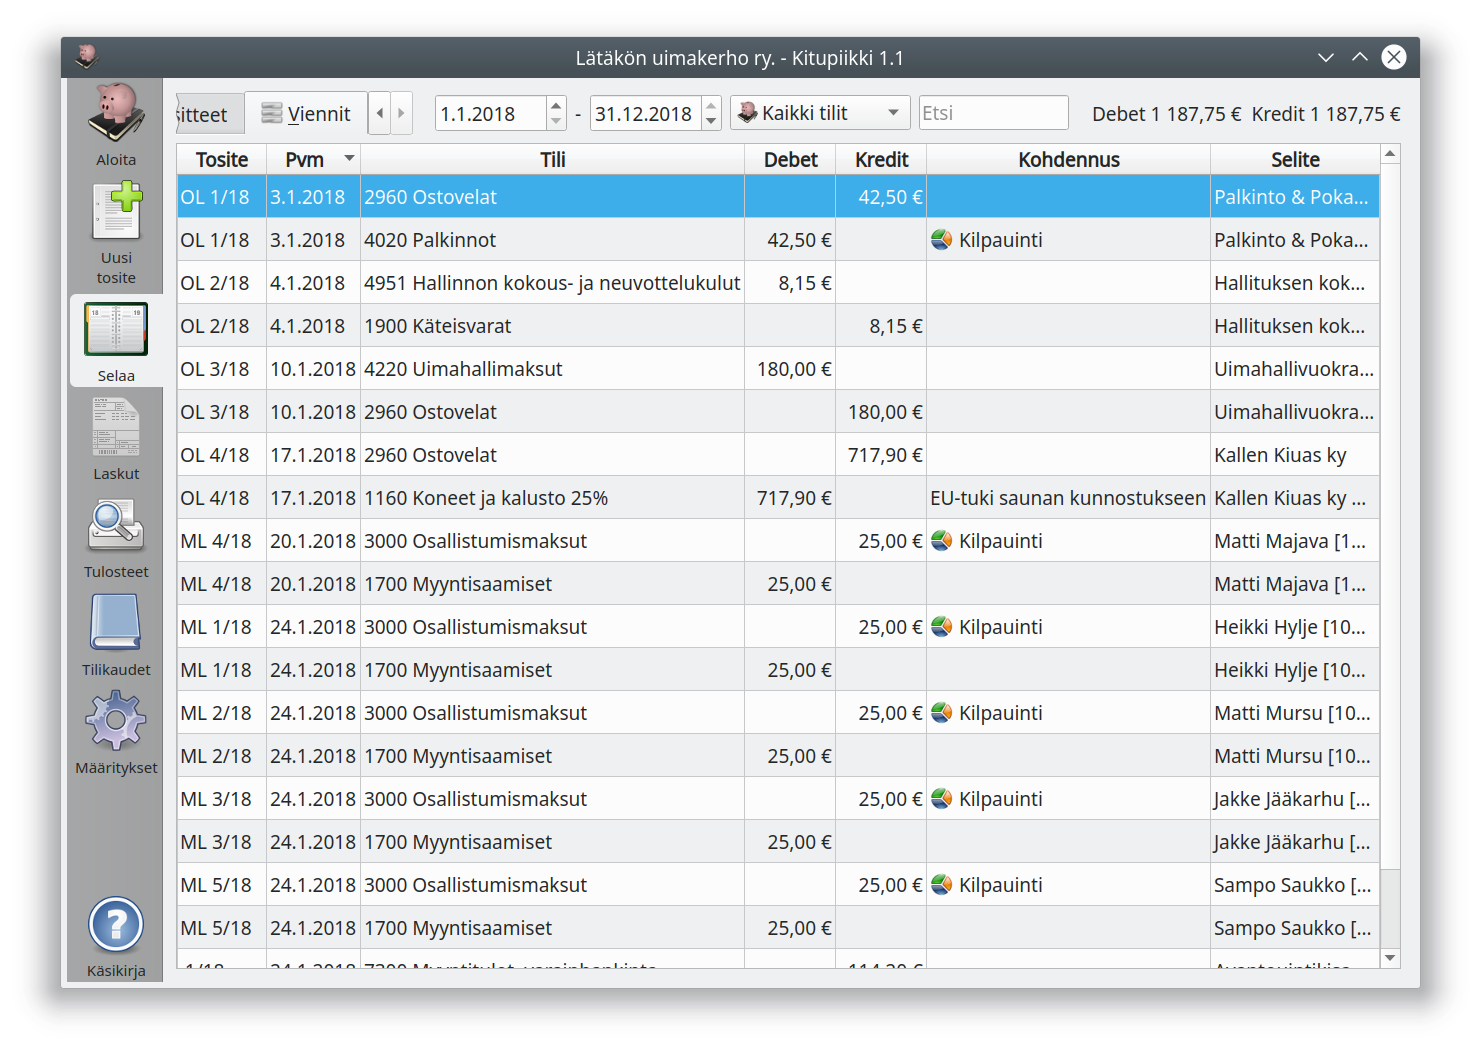 Lätäkön uimakerho ry. - Kitupiikki 1.1
Aloita
Uusi
tosite
Selaa
Laskut
Tulosteet
Tilikaudet
Määritykset
Käsikirja
sitteet Viennit 1.1.2018 - 31.12.2018 Kaikki tilit Etsi Debet 1 187,75 € Kredit 1 187,75 €
Tosite Pvm Tili Debet Kredit Kohdennus Selite
OL 1/18 3.1.2018 2960 Ostovelat 42,50 € Palkinto & Poka...
OL 1/18 3.1.2018 4020 Palkinnot 42,50 € Kilpauinti Palkinto & Poka...
OL 2/18 4.1.2018 4951 Hallinnon kokous- ja neuvottelukulut 8,15 € Hallituksen kok...
OL 2/18 4.1.2018 1900 Käteisvarat 8,15 € Hallituksen kok...
OL 3/18 10.1.2018 4220 Uimahallimaksut 180,00 € Uimahallivuokra...
OL 3/18 10.1.2018 2960 Ostovelat 180,00 € Uimahallivuokra...
OL 4/18 17.1.2018 2960 Ostovelat 717,90 € Kallen Kiuas ky
OL 4/18 17.1.2018 1160 Koneet ja kalusto 25% 717,90 € EU-tuki saunan kunnostukseen Kallen Kiuas ky ...
ML 4/18 20.1.2018 3000 Osallistumismaksut 25,00 € Kilpauinti Matti Majava [1...
ML 4/18 20.1.2018 1700 Myyntisaamiset 25,00 € Matti Majava [1...
ML 1/18 24.1.2018 3000 Osallistumismaksut 25,00 € Kilpauinti Heikki Hylje [10...
ML 1/18 24.1.2018 1700 Myyntisaamiset 25,00 € Heikki Hylje [10...
ML 2/18 24.1.2018 3000 Osallistumismaksut 25,00 € Kilpauinti Matti Mursu [10...
ML 2/18 24.1.2018 1700 Myyntisaamiset 25,00 € Matti Mursu [10...
ML 3/18 24.1.2018 3000 Osallistumismaksut 25,00 € Kilpauinti Jakke Jääkarhu [...
ML 3/18 24.1.2018 1700 Myyntisaamiset 25,00 € Jakke Jääkarhu [...
ML 5/18 24.1.2018 3000 Osallistumismaksut 25,00 € Kilpauinti Sampo Saukko [...
ML 5/18 24.1.2018 1700 Myyntisaamiset 25,00 € Sampo Saukko [...